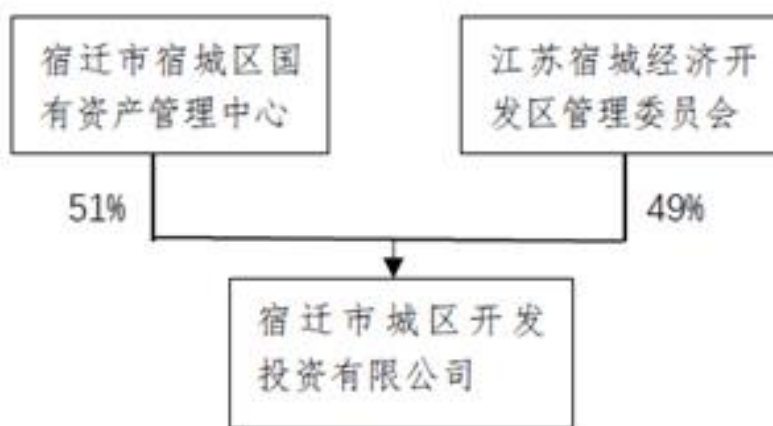 宿迁市宿城区国
有资产管理中心
江苏宿城经济开
发区管理委员会
51%
49%
宿迁市城区开发
投资有限公司